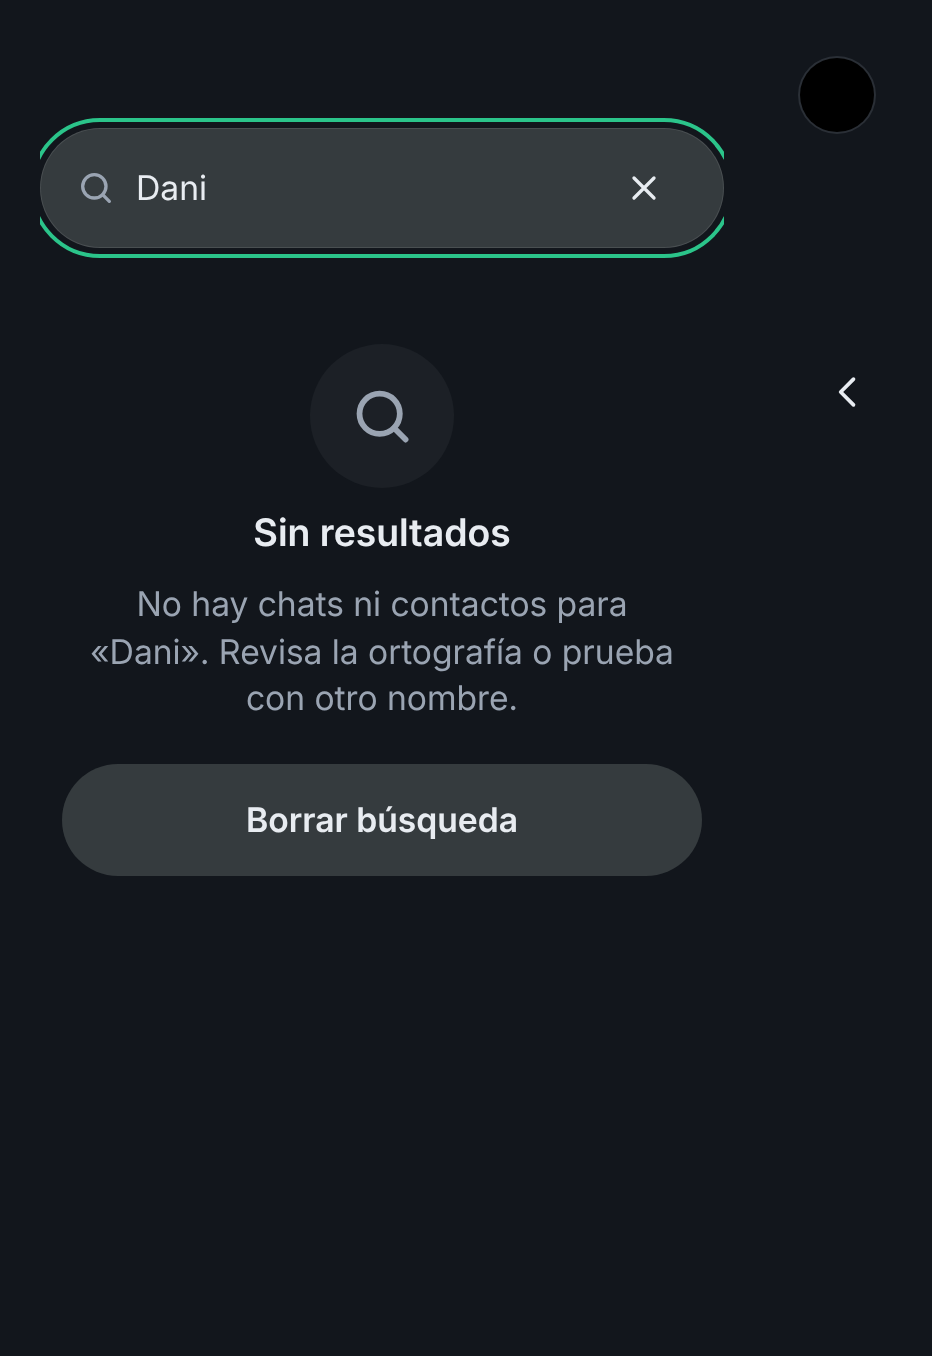 Dani
Sin resultados
No hay chats ni contactos para
«Dani». Revisa la ortografía o prueba
con otro nombre.
Borrar búsqueda